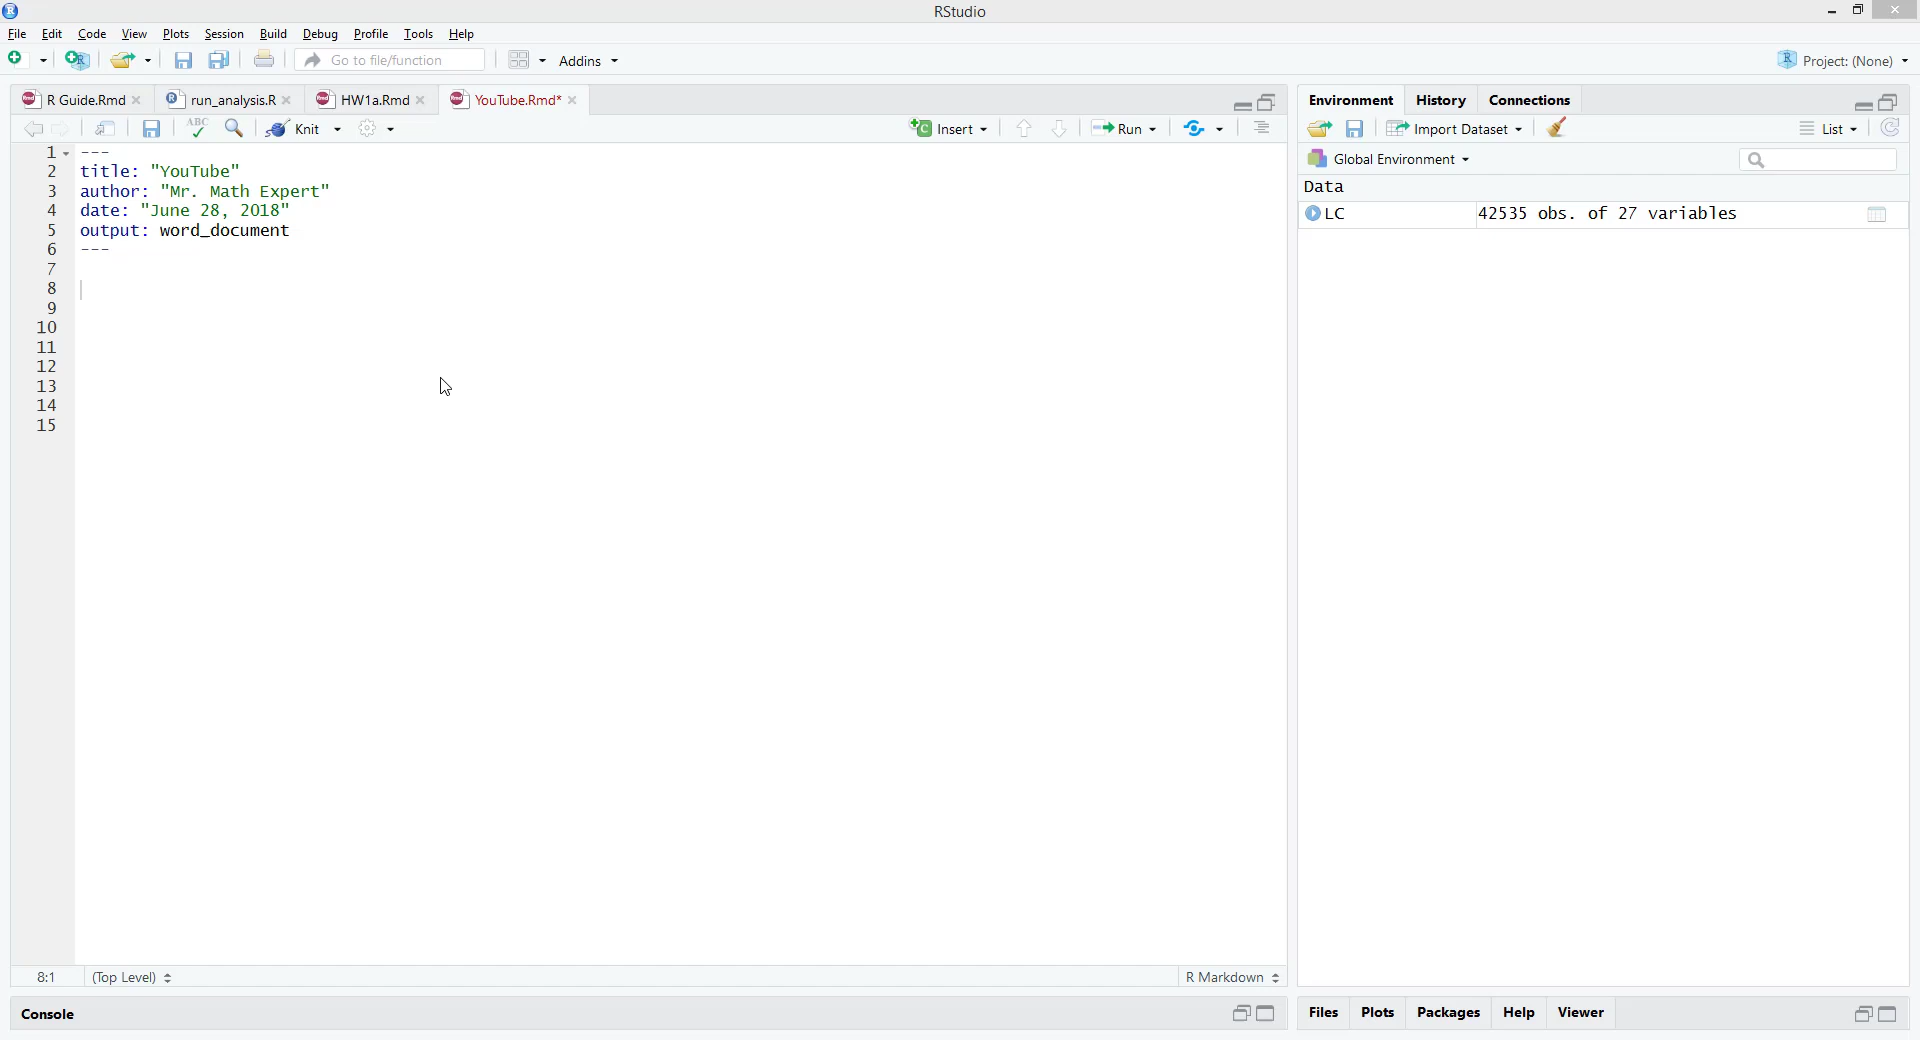 RStudio
File Edit Code View Plots Session Build Debug Profile Tools Help
Go to file/function Addins Project: (None)
R Guide.Rmd run_analysis.R HW1a.Rmd YouTube.Rmd*
ABC Knit Insert Run
1 ---
2 title: "YouTube"
3 author: "Mr. Math Expert"
4 date: "June 28, 2018"
5 output: word_document
6 ---
7
8
9
10
11
12
13
14
15
8:1 (Top Level) R Markdown
Console
Environment History Connections
Import Dataset List
Global Environment
Data
LC 42535 obs. of 27 variables
Files Plots Packages Help Viewer